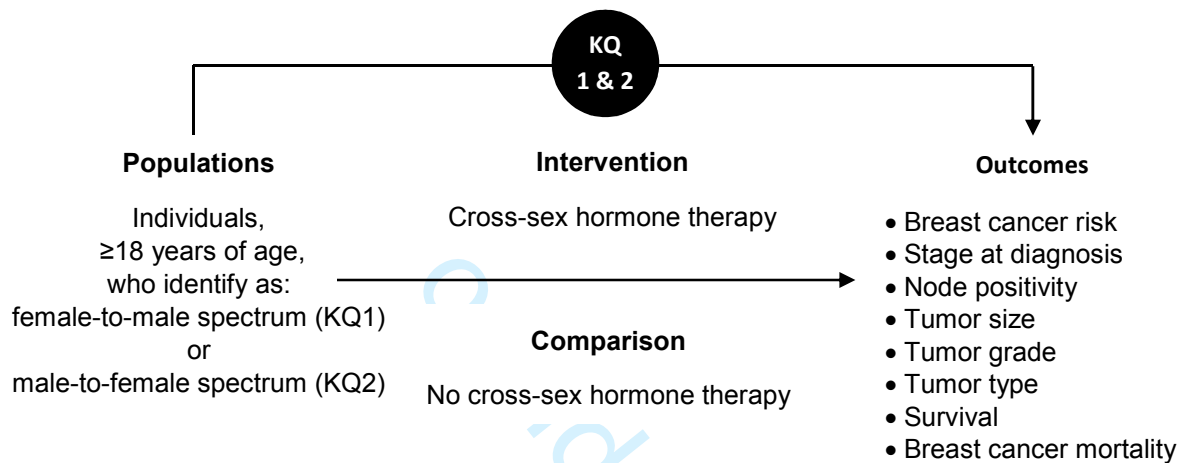 KQ
1 & 2
Populations
Individuals,
≥18 years of age,
who identify as:
female-to-male spectrum (KQ1)
or
male-to-female spectrum (KQ2)
Intervention
Cross-sex hormone therapy
Comparison
No cross-sex hormone therapy
Outcomes
• Breast cancer risk
• Stage at diagnosis
• Node positivity
• Tumor size
• Tumor grade
• Tumor type
• Survival
• Breast cancer mortality